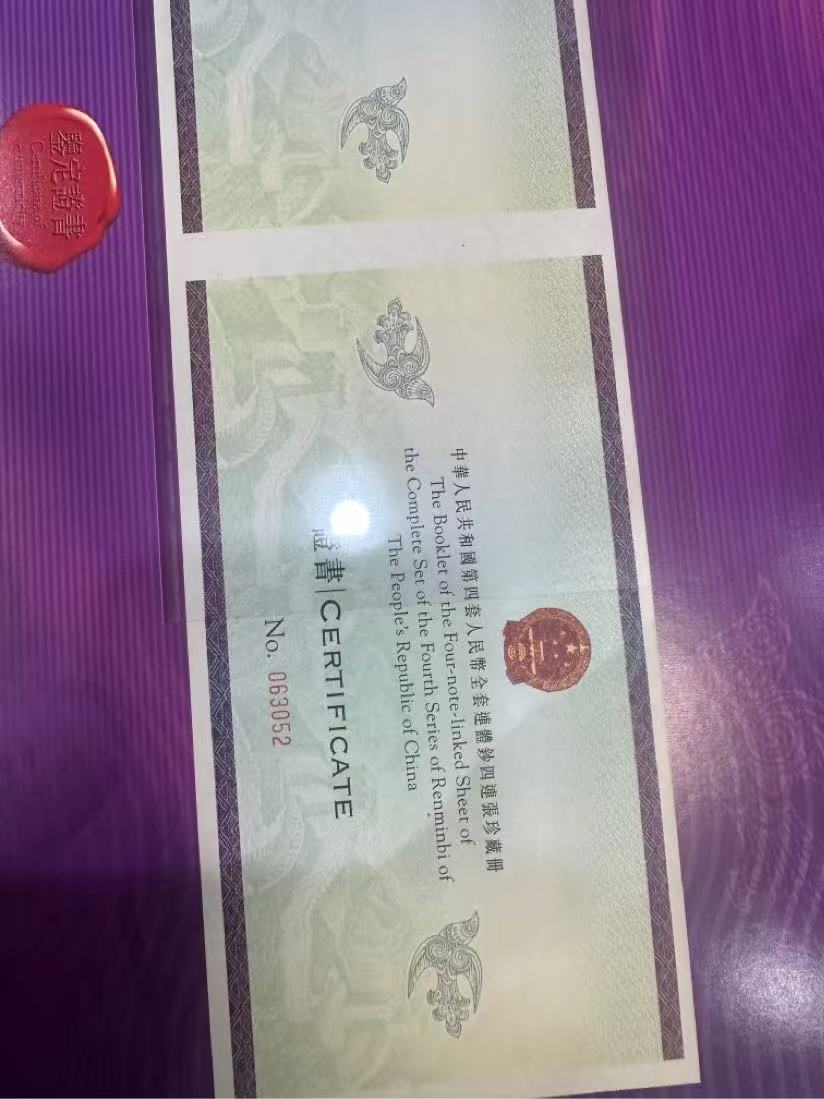 中華人民共和國第四套人民幣全套連體鈔四連張珍藏冊
The Booklet of the Four-note-linked Sheet of
the Complete Set of the Fourth Series of Renminbi of
The People's Republic of China
證書|CERTIFICATE
No. 063052
鑒定證書
Certificate of